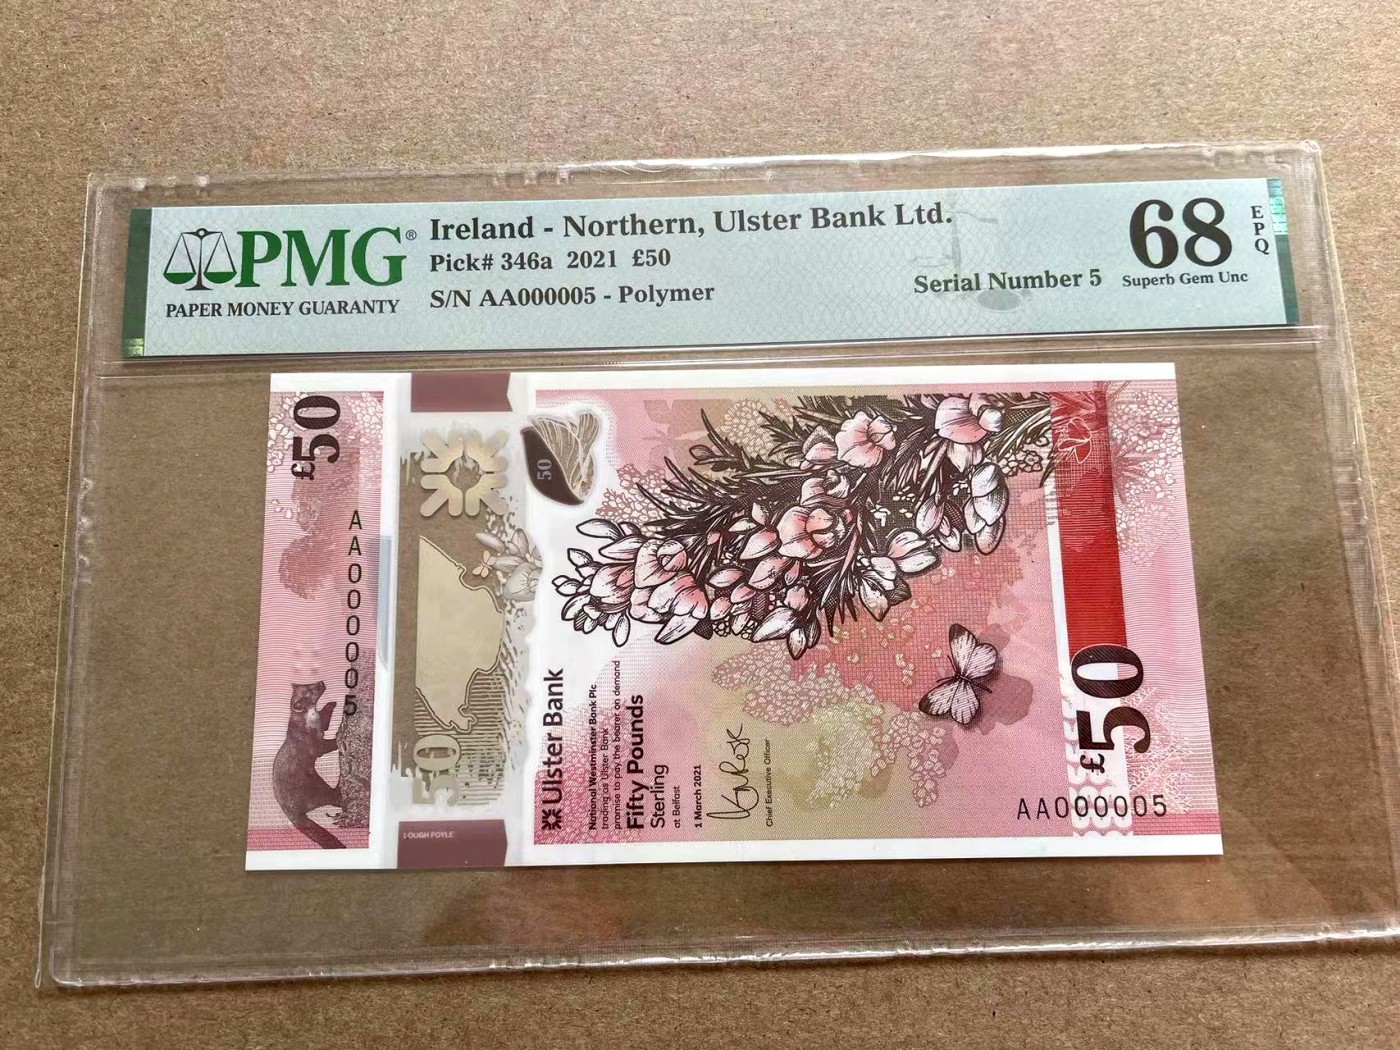 PMG®
PAPER MONEY GUARANTY
Ireland - Northern, Ulster Bank Ltd.
Pick# 346a 2021 £50
S/N AA000005 - Polymer
Serial Number 5
68
EPQ
Superb Gem Unc
£50
AA000005
50
50
LOUGH FOYLE
Ulster Bank
National Westminster Bank Plc
trading as Ulster Bank
promise to pay the bearer on demand
Fifty Pounds
Sterling
at Belfast
1 March 2021
Chief Executive Officer
£50
AA000005